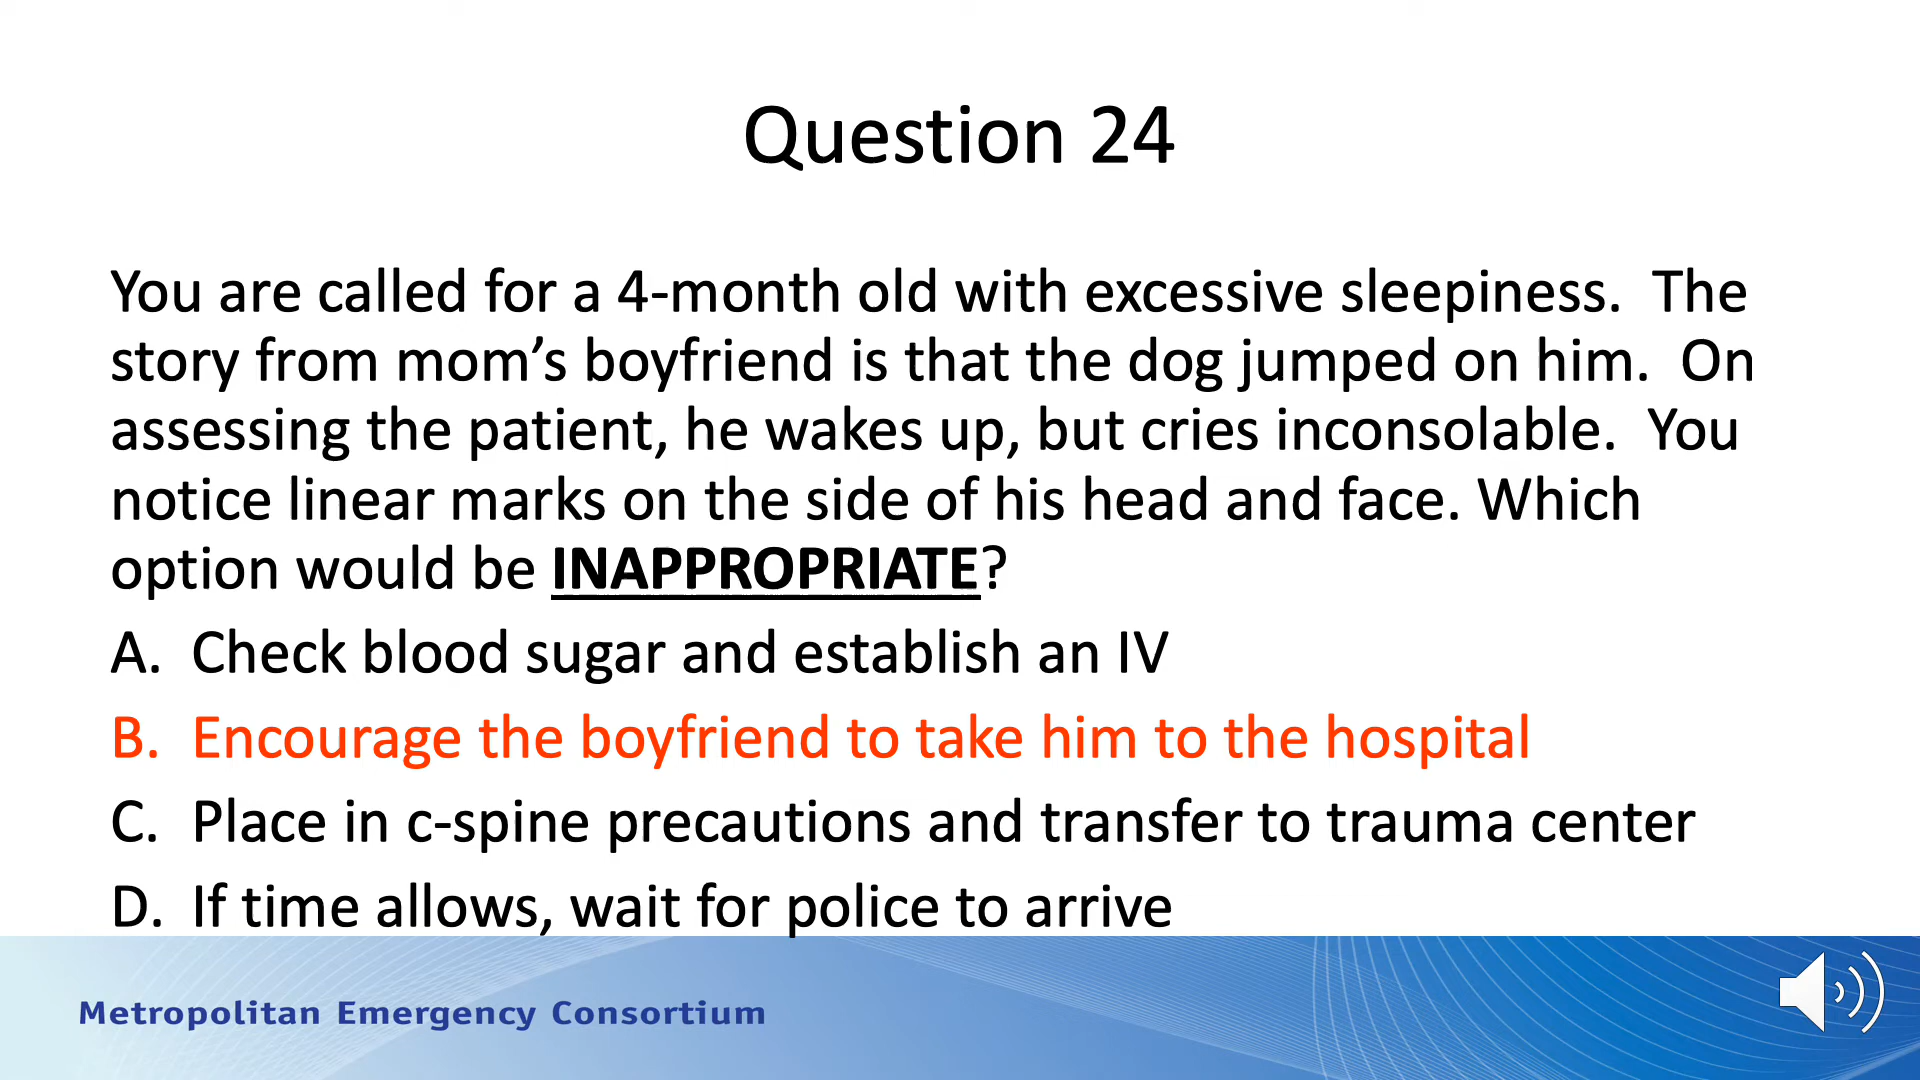 Question 24
You are called for a 4-month old with excessive sleepiness.  The
story from mom’s boyfriend is that the dog jumped on him.  On
assessing the patient, he wakes up, but cries inconsolable.  You
notice linear marks on the side of his head and face. Which
option would be INAPPROPRIATE?
A. Check blood sugar and establish an IV
B. Encourage the boyfriend to take him to the hospital
C. Place in c-spine precautions and transfer to trauma center
D. If time allows, wait for police to arrive
Metropolitan Emergency Consortium